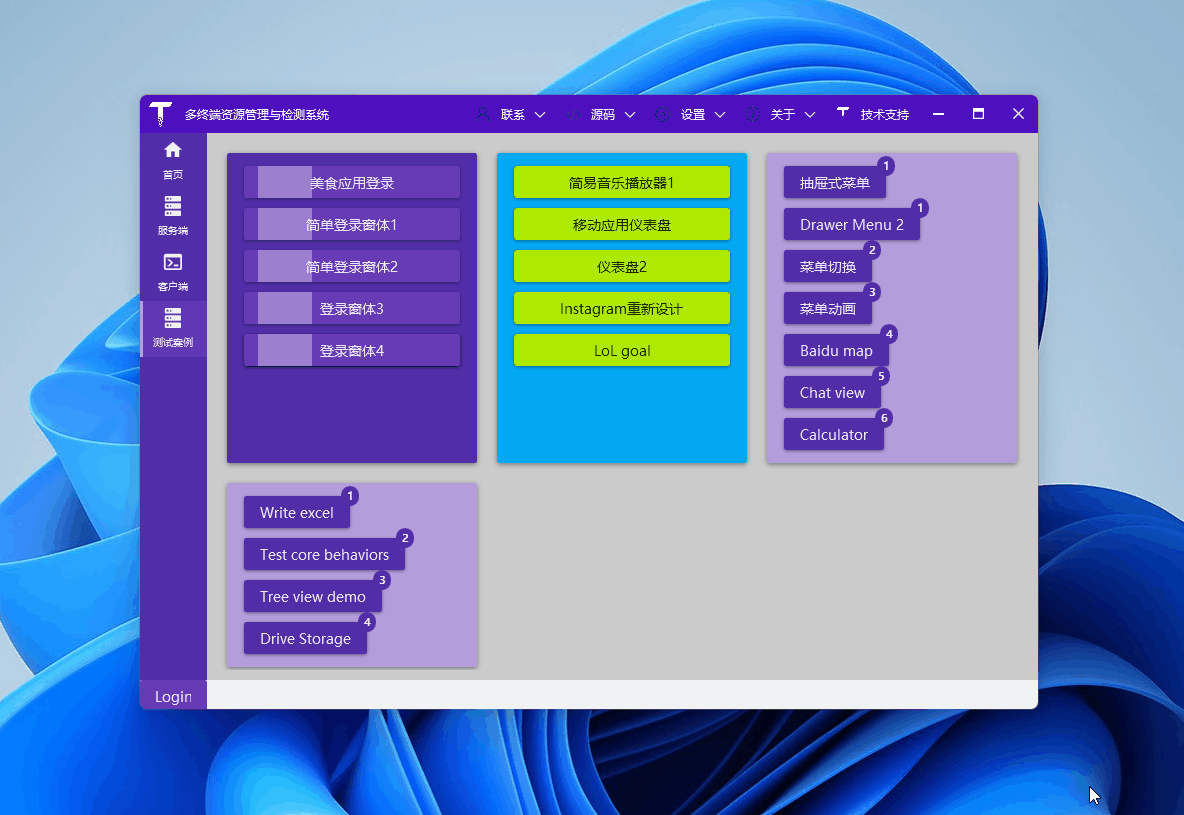 多终端资源管理与检测系统
联系
源码
设置
关于
技术支持
首页
服务端
客户端
测试案例
美食应用登录
简单登录窗体1
简单登录窗体2
登录窗体3
登录窗体4
简易音乐播放器1
移动应用仪表盘
仪表盘2
Instagram重新设计
LoL goal
抽屉式菜单 1
Drawer Menu 2 1
菜单切换 2
菜单动画 3
Baidu map 4
Chat view 5
Calculator 6
Write excel 1
Test core behaviors 2
Tree view demo 3
Drive Storage 4
Login